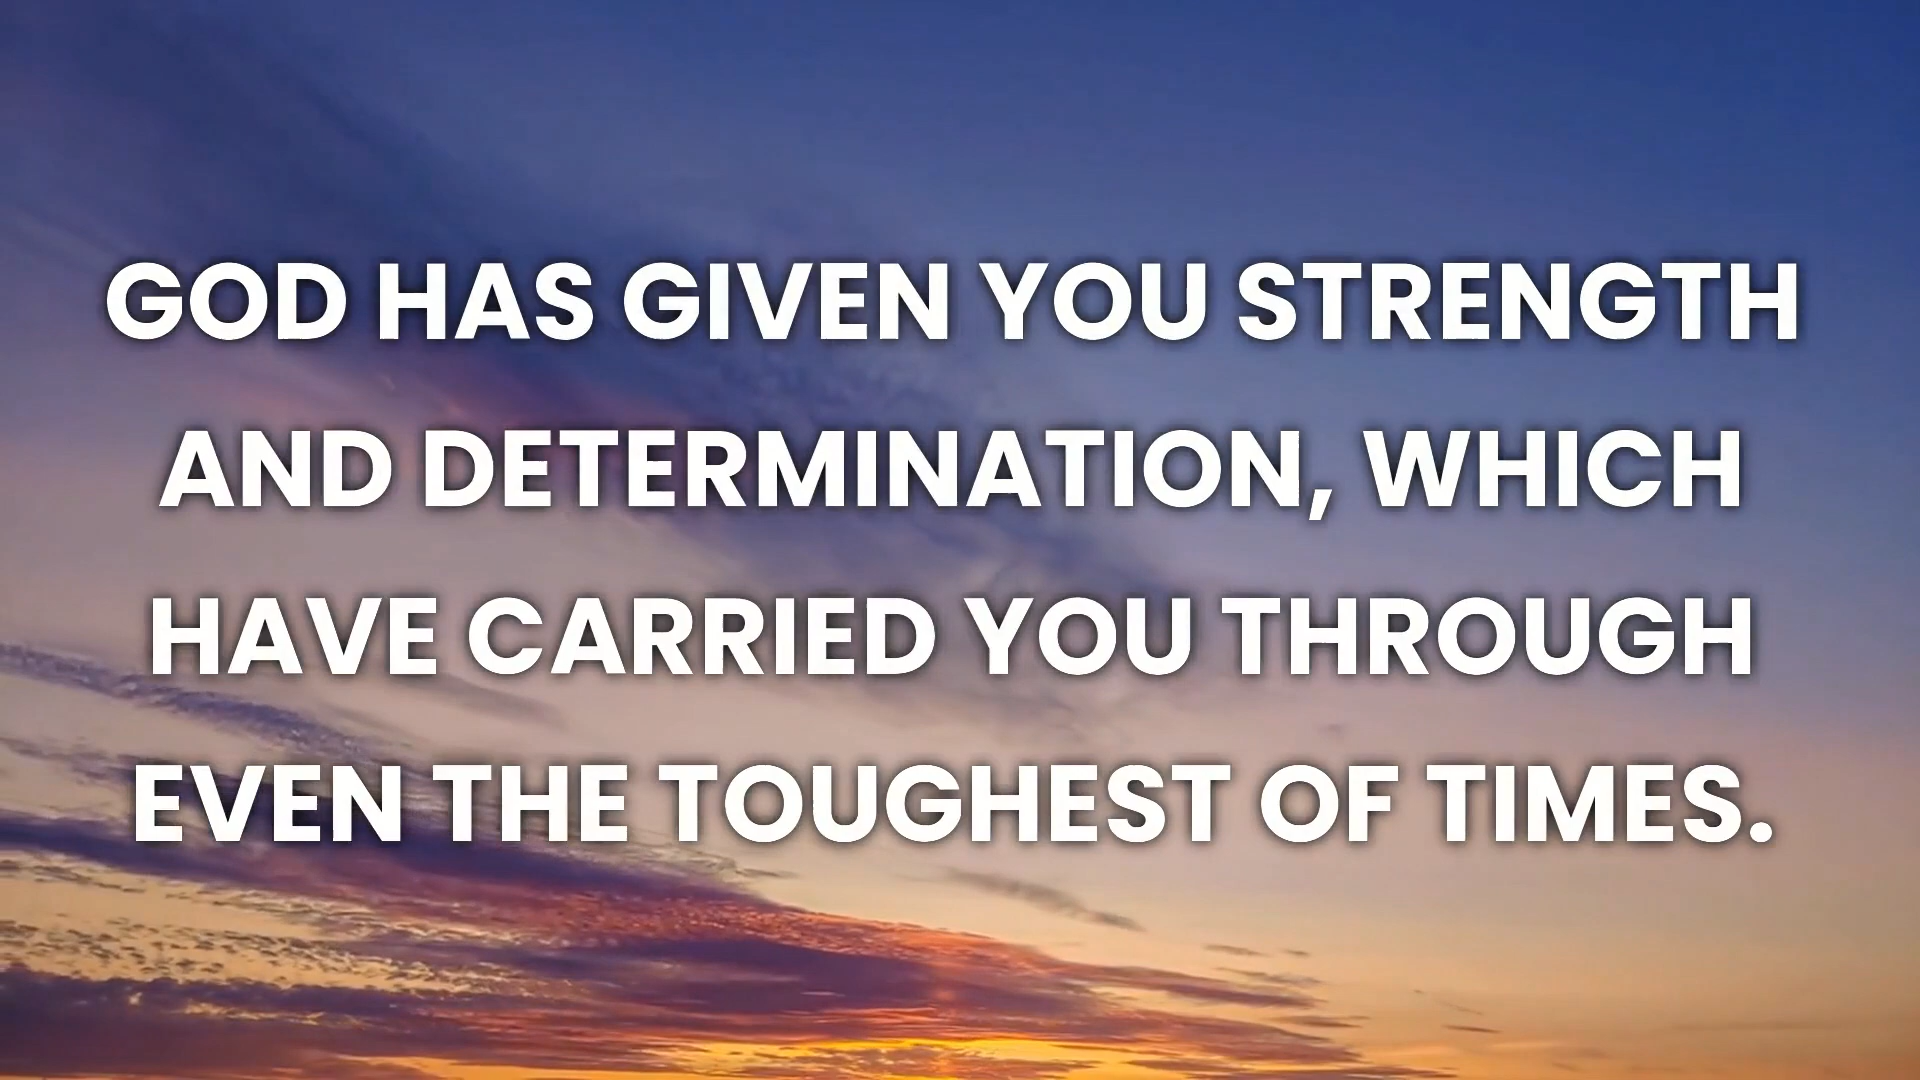 GOD HAS GIVEN YOU STRENGTH
AND DETERMINATION, WHICH
HAVE CARRIED YOU THROUGH
EVEN THE TOUGHEST OF TIMES.